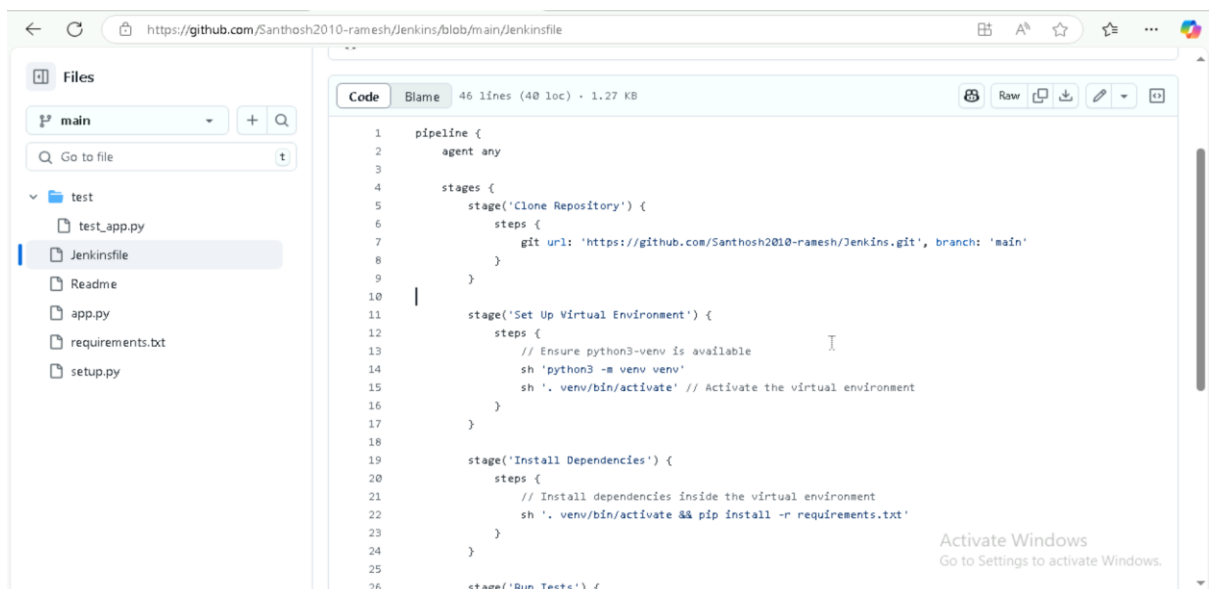 https://github.com/Santhosh2010-ramesh/Jenkins/blob/main/Jenkinsfile
Files
main
Go to file
t
test
test_app.py
Jenkinsfile
Readme
app.py
requirements.txt
setup.py
Code Blame 46 lines (40 loc) · 1.27 KB Raw
1 pipeline {
2 agent any
3
4 stages {
5 stage('Clone Repository') {
6 steps {
7 git url: 'https://github.com/Santhosh2010-ramesh/Jenkins.git', branch: 'main'
8 }
9 }
10
11 stage('Set Up Virtual Environment') {
12 steps {
13 // Ensure python3-venv is available
14 sh 'python3 -m venv venv'
15 sh '. venv/bin/activate' // Activate the virtual environment
16 }
17 }
18
19 stage('Install Dependencies') {
20 steps {
21 // Install dependencies inside the virtual environment
22 sh '. venv/bin/activate && pip install -r requirements.txt'
23 }
24 }
25
26 stage('Run Tests') {
Activate Windows
Go to Settings to activate Windows.